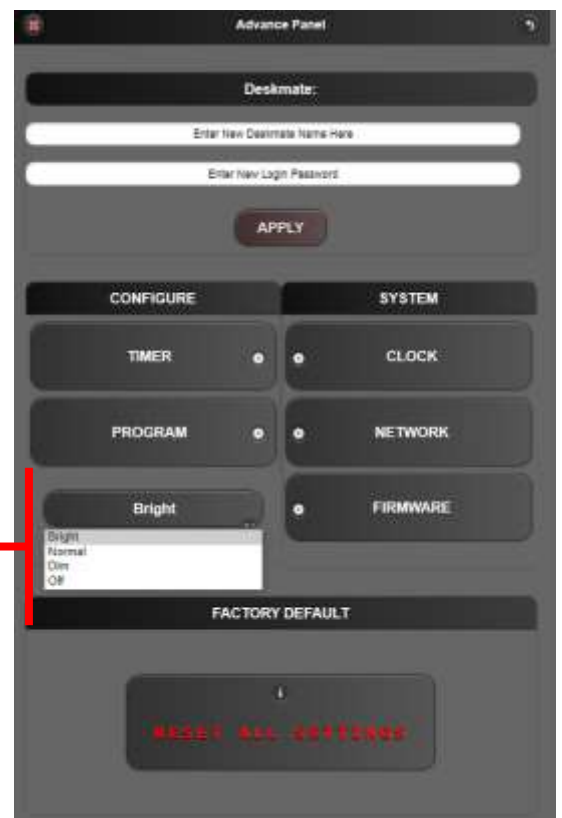 Advance Panel
Deskmate:
Enter New Deskmate Name Here
Enter New Login Password
APPLY
CONFIGURE
SYSTEM
TIMER
CLOCK
PROGRAM
NETWORK
Bright
FIRMWARE
Bright
Normal
Dim
Off
FACTORY DEFAULT
RESET ALL SETTINGS